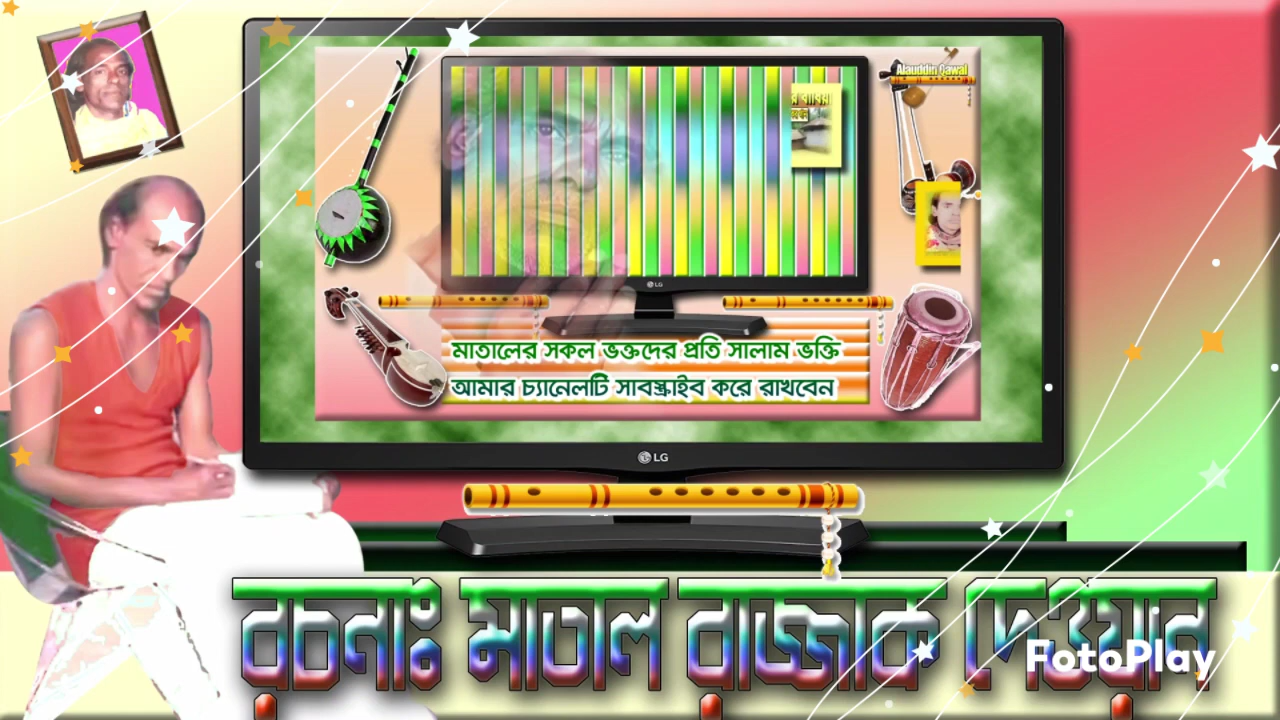 Alauddin Qawal
LG
মাতালের সকল ভক্তদের প্রতি সালাম ভক্তি
আমার চ্যানেলটি সাবস্ক্রাইব করে রাখবেন
LG
রচনাঃ মাতাল রাজ্জাক দেওয়ান
FotoPlay